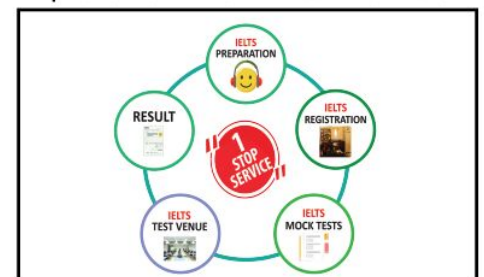 IELTS
PREPARATION
IELTS
REGISTRATION
IELTS
MOCK TESTS
IELTS
TEST VENUE
RESULT
1
STOP
SERVICE